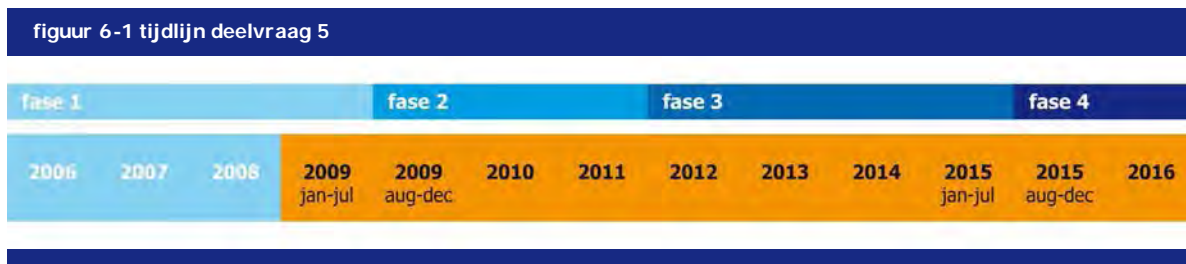 figuur 6-1 tijdlijn deelvraag 5
fase 1 fase 2 fase 3 fase 4
2006 2007 2008 2009 2009 2010 2011 2012 2013 2014 2015 2015 2016
jan-jul aug-dec jan-jul aug-dec